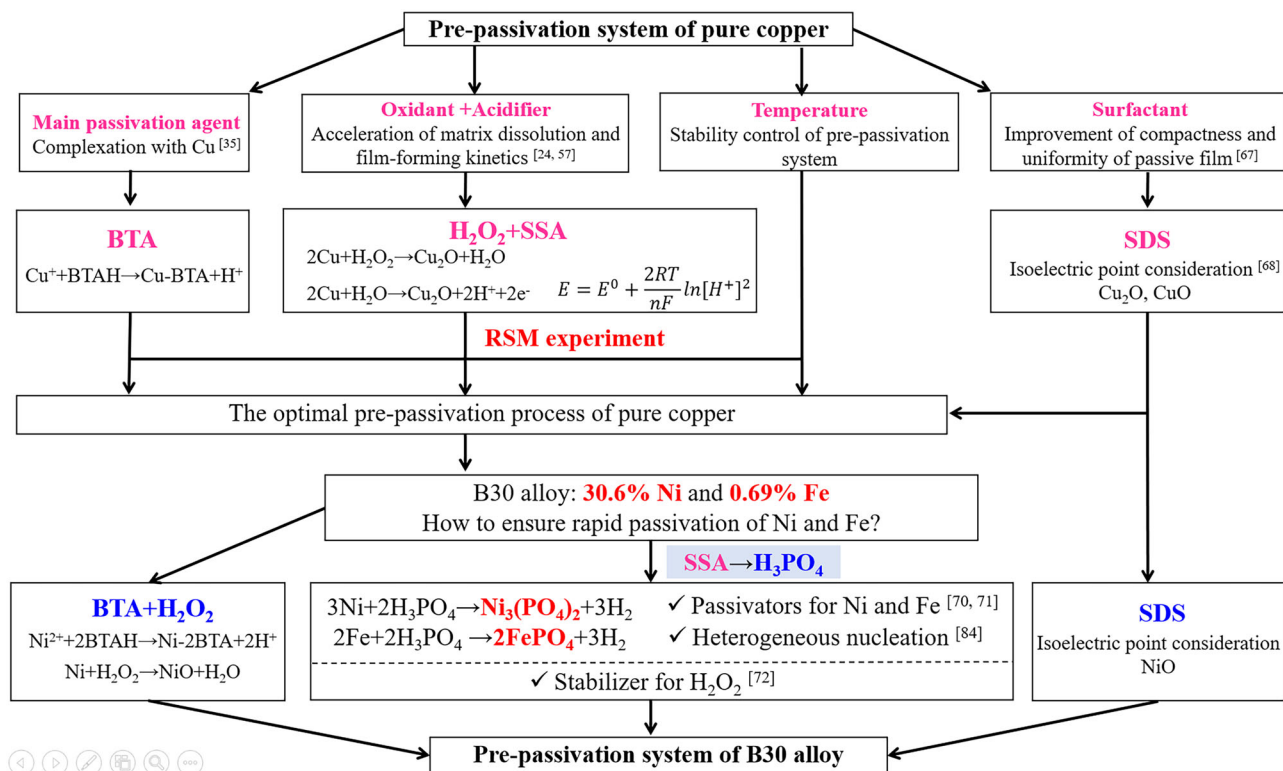 Pre-passivation system of pure copper
Main passivation agent
Complexation with Cu [35]
Oxidant +Acidifier
Acceleration of matrix dissolution and
film-forming kinetics [24, 57]
Temperature
Stability control of pre-passivation
system
Surfactant
Improvement of compactness and
uniformity of passive film [67]
BTA
Cu⁺+BTAH→Cu-BTA+H⁺
H₂O₂+SSA
2Cu+H₂O₂→Cu₂O+H₂O
2Cu+H₂O→Cu₂O+2H⁺+2e⁻
E = E⁰ + 2RT/nF ln[H⁺]²
SDS
Isoelectric point consideration [68]
Cu₂O, CuO
RSM experiment
The optimal pre-passivation process of pure copper
B30 alloy: 30.6% Ni and 0.69% Fe
How to ensure rapid passivation of Ni and Fe?
SSA→H₃PO₄
BTA+H₂O₂
Ni²⁺+2BTAH→Ni-2BTA+2H⁺
Ni+H₂O₂→NiO+H₂O
3Ni+2H₃PO₄→Ni₃(PO₄)₂+3H₂
2Fe+2H₃PO₄→2FePO₄+3H₂
✓ Passivators for Ni and Fe [70, 71]
✓ Heterogeneous nucleation [84]
✓ Stabilizer for H₂O₂ [72]
SDS
Isoelectric point consideration
NiO
Pre-passivation system of B30 alloy